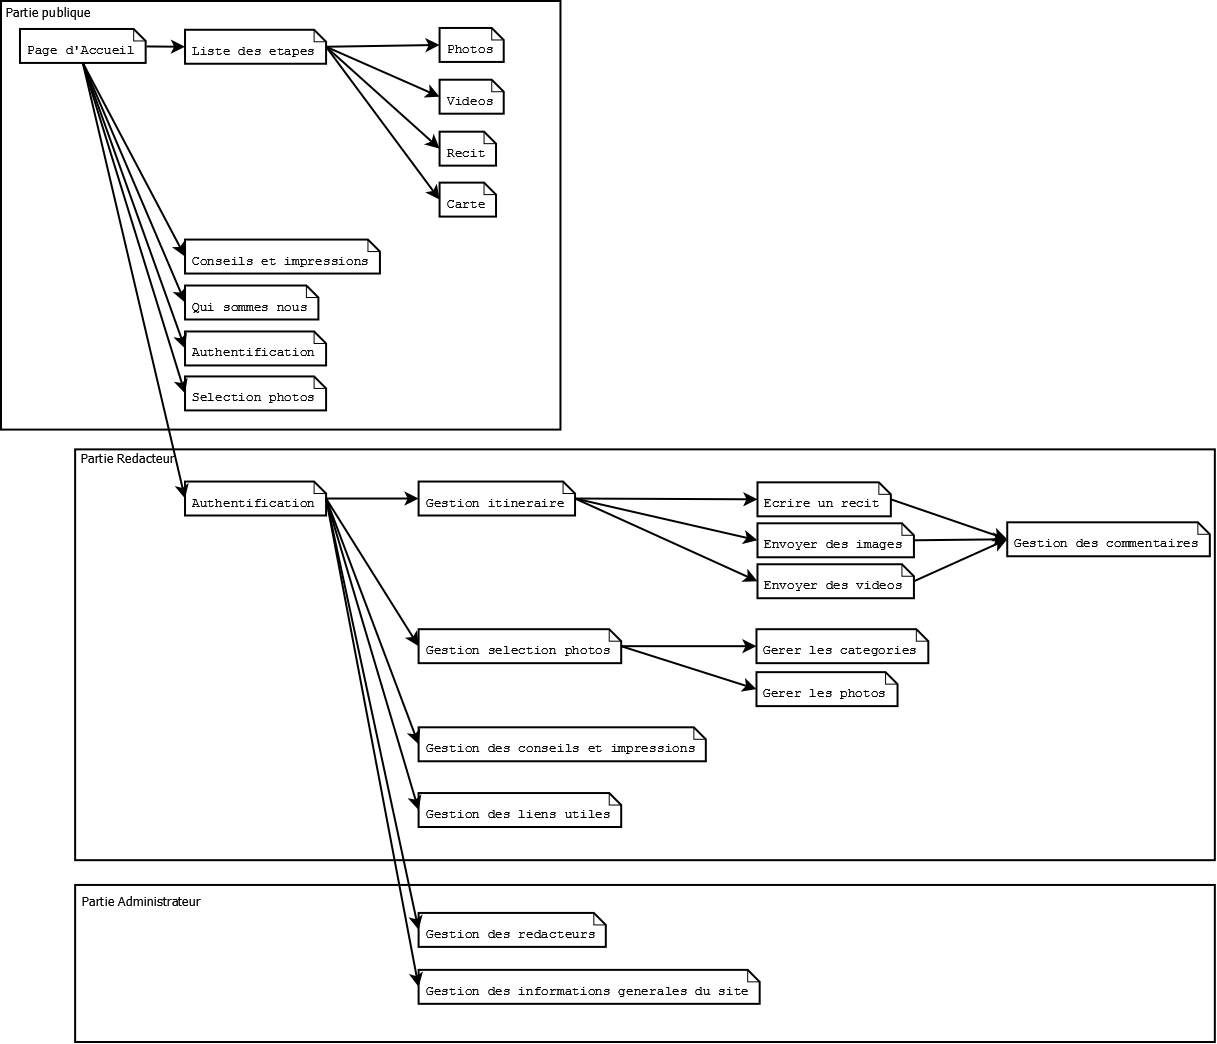 Partie publique
Page d'Accueil
Liste des etapes
Photos
Videos
Recit
Carte
Conseils et impressions
Qui sommes nous
Authentification
Selection photos
Partie Redacteur
Authentification
Gestion itineraire
Ecrire un recit
Envoyer des images
Envoyer des videos
Gestion des commentaires
Gestion selection photos
Gerer les categories
Gerer les photos
Gestion des conseils et impressions
Gestion des liens utiles
Partie Administrateur
Gestion des redacteurs
Gestion des informations generales du site